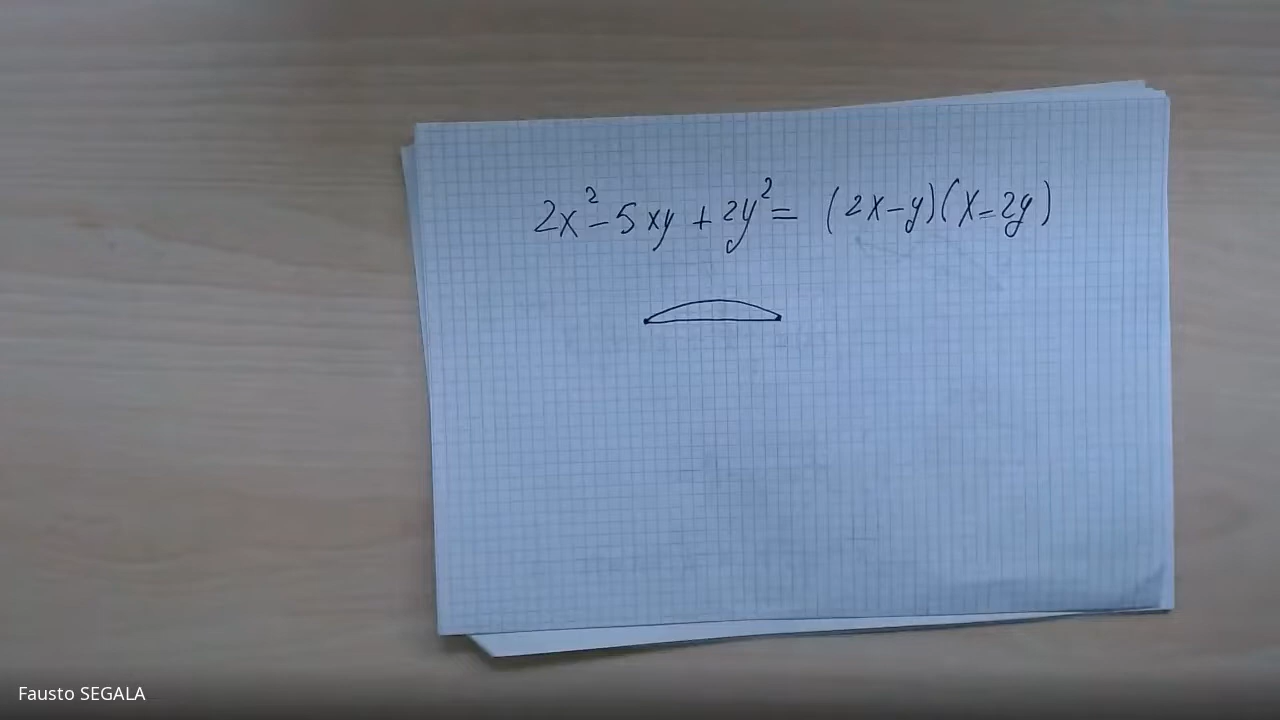 2x² - 5xy + 2y² = (2x - y)(x - 2y)
Fausto SEGALA